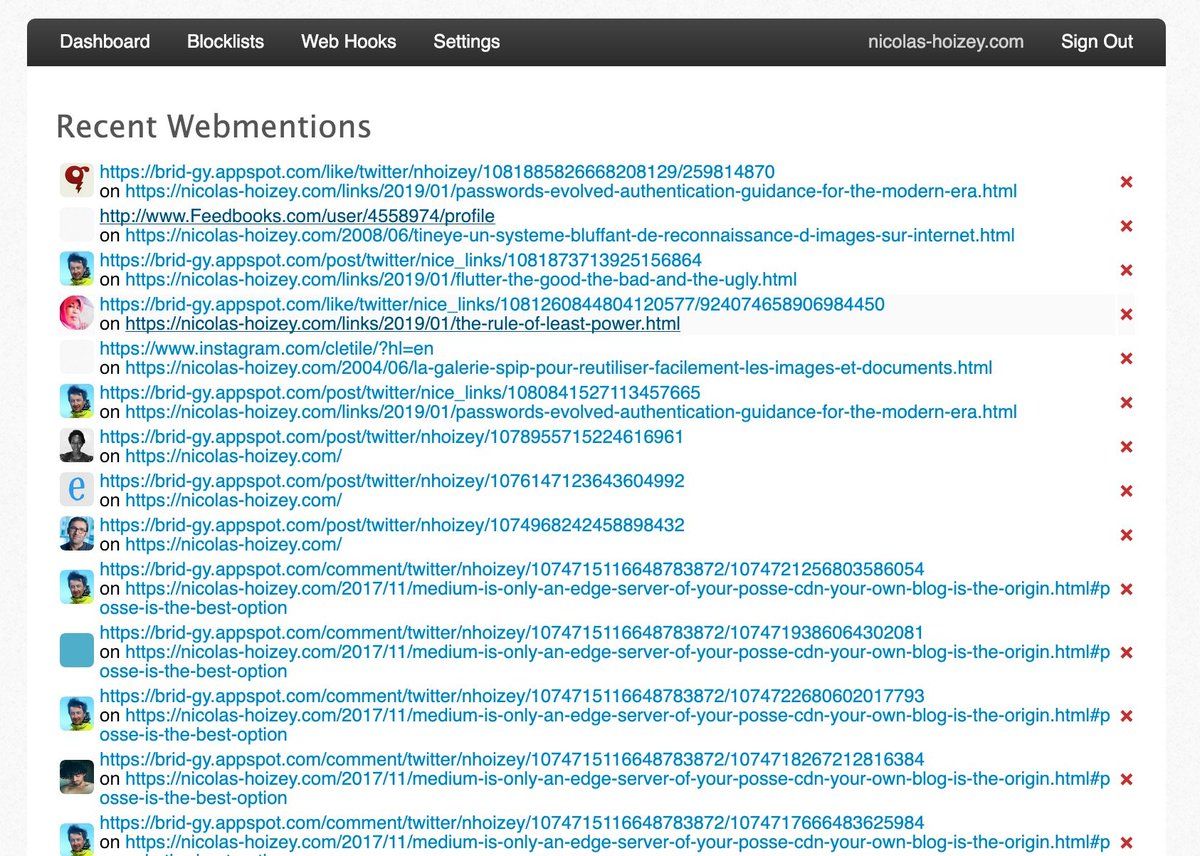 Dashboard Blocklists Web Hooks Settings nicolas-hoizey.com Sign Out
Recent Webmentions
https://brid-gy.appspot.com/like/twitter/nhoizey/1081885826668208129/259814870
on https://nicolas-hoizey.com/links/2019/01/passwords-evolved-authentication-guidance-for-the-modern-era.html
http://www.Feedbooks.com/user/4558974/profile
on https://nicolas-hoizey.com/2008/06/tineye-un-systeme-bluffant-de-reconnaissance-d-images-sur-internet.html
https://brid-gy.appspot.com/post/twitter/nice_links/1081873713925156864
on https://nicolas-hoizey.com/links/2019/01/flutter-the-good-the-bad-and-the-ugly.html
https://brid-gy.appspot.com/like/twitter/nice_links/1081260844804120577/924074658906984450
on https://nicolas-hoizey.com/links/2019/01/the-rule-of-least-power.html
https://www.instagram.com/cletile/?hl=en
on https://nicolas-hoizey.com/2004/06/la-galerie-spip-pour-reutiliser-facilement-les-images-et-documents.html
https://brid-gy.appspot.com/post/twitter/nice_links/1080841527113457665
on https://nicolas-hoizey.com/links/2019/01/passwords-evolved-authentication-guidance-for-the-modern-era.html
https://brid-gy.appspot.com/post/twitter/nhoizey/1078955715224616961
on https://nicolas-hoizey.com/
https://brid-gy.appspot.com/post/twitter/nhoizey/1076147123643604992
on https://nicolas-hoizey.com/
https://brid-gy.appspot.com/post/twitter/nhoizey/1074968242458898432
on https://nicolas-hoizey.com/
https://brid-gy.appspot.com/comment/twitter/nhoizey/1074715116648783872/1074721256803586054
on https://nicolas-hoizey.com/2017/11/medium-is-only-an-edge-server-of-your-posse-cdn-your-own-blog-is-the-origin.html#p
osse-is-the-best-option
https://brid-gy.appspot.com/comment/twitter/nhoizey/1074715116648783872/1074719386064302081
on https://nicolas-hoizey.com/2017/11/medium-is-only-an-edge-server-of-your-posse-cdn-your-own-blog-is-the-origin.html#p
osse-is-the-best-option
https://brid-gy.appspot.com/comment/twitter/nhoizey/1074715116648783872/1074722680602017793
on https://nicolas-hoizey.com/2017/11/medium-is-only-an-edge-server-of-your-posse-cdn-your-own-blog-is-the-origin.html#p
osse-is-the-best-option
https://brid-gy.appspot.com/comment/twitter/nhoizey/1074715116648783872/1074718267212816384
on https://nicolas-hoizey.com/2017/11/medium-is-only-an-edge-server-of-your-posse-cdn-your-own-blog-is-the-origin.html#p
osse-is-the-best-option
https://brid-gy.appspot.com/comment/twitter/nhoizey/1074715116648783872/1074717666483625984
on https://nicolas-hoizey.com/2017/11/medium-is-only-an-edge-server-of-your-posse-cdn-your-own-blog-is-the-origin.html#p